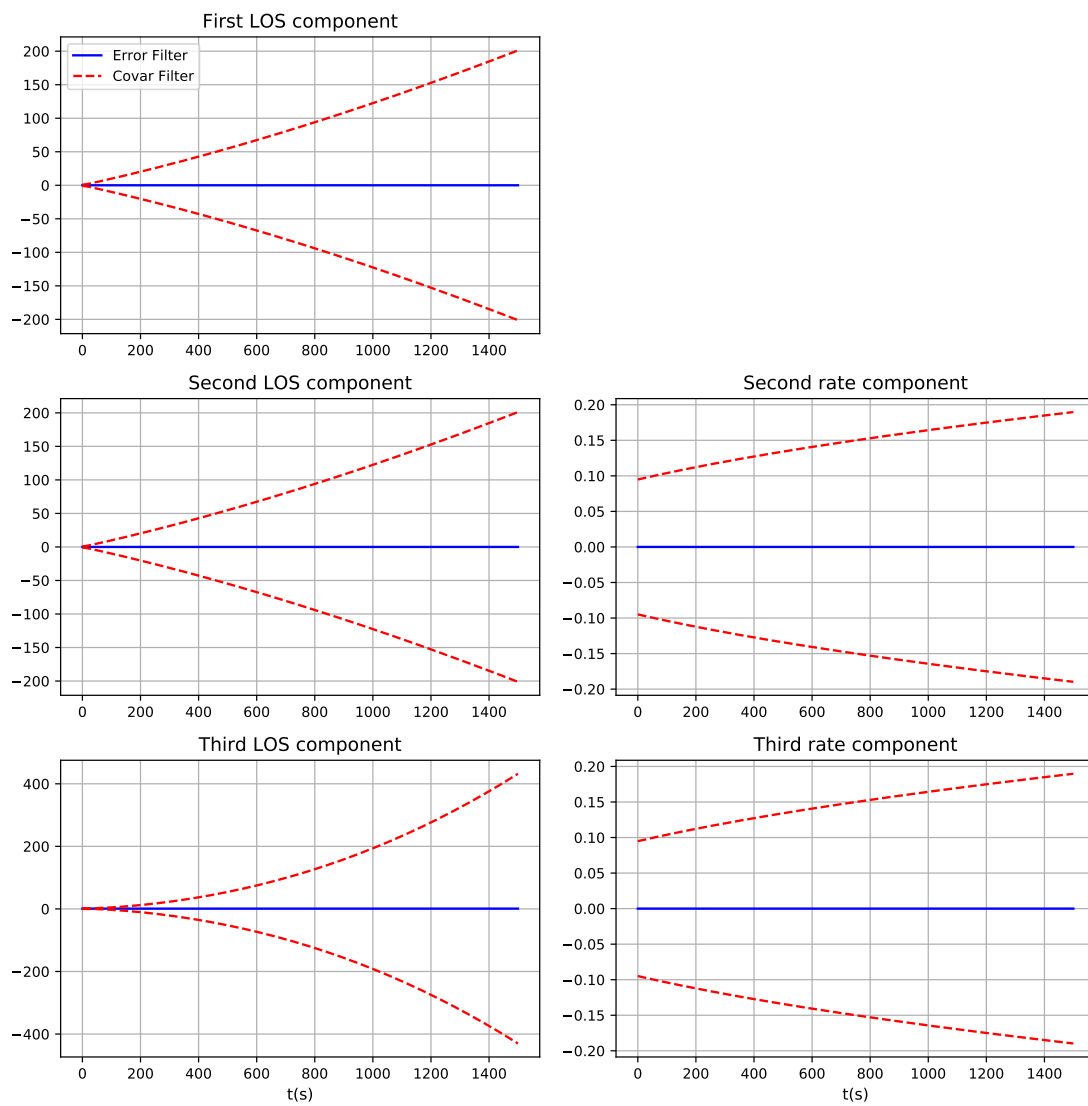 First LOS component
Error Filter
Covar Filter
200
150
100
50
0
−50
−100
−150
−200
0 200 400 600 800 1000 1200 1400
Second LOS component
200
150
100
50
0
−50
−100
−150
−200
0 200 400 600 800 1000 1200 1400
Second rate component
0.20
0.15
0.10
0.05
0.00
−0.05
−0.10
−0.15
−0.20
0 200 400 600 800 1000 1200 1400
Third LOS component
400
200
0
−200
−400
0 200 400 600 800 1000 1200 1400
t(s)
Third rate component
0.20
0.15
0.10
0.05
0.00
−0.05
−0.10
−0.15
−0.20
0 200 400 600 800 1000 1200 1400
t(s)